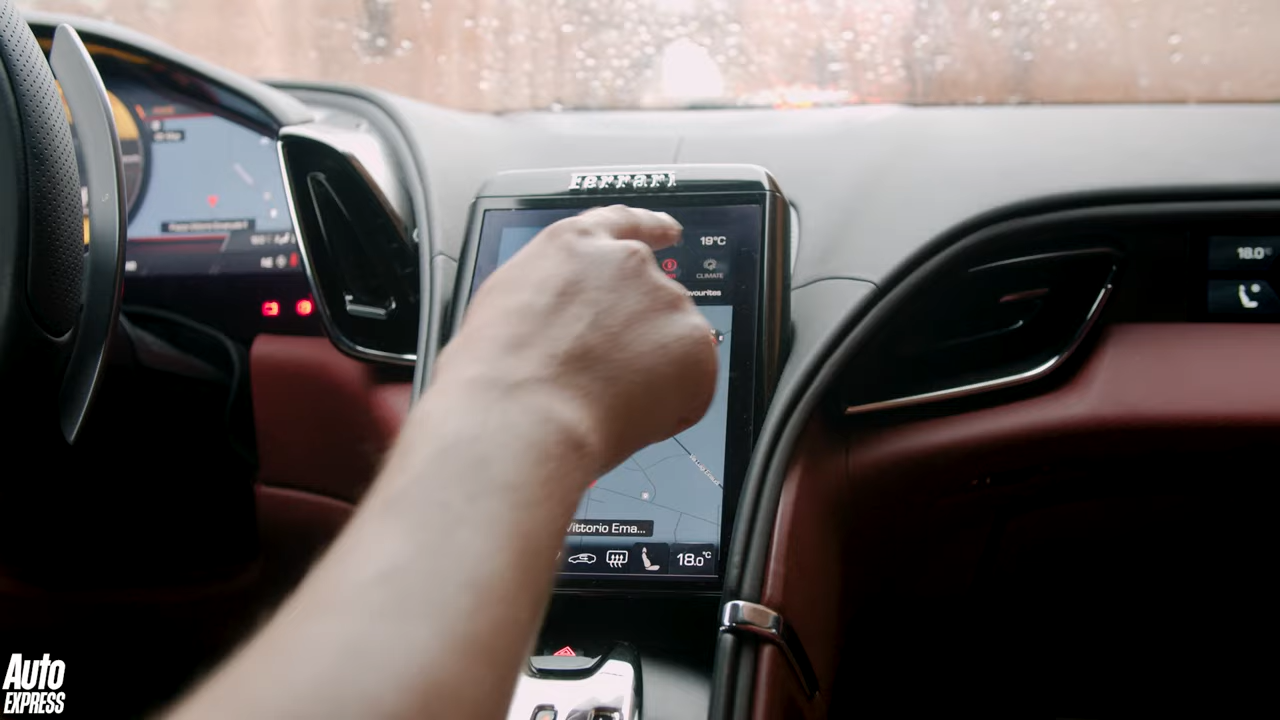 Ferrari
19°C
CLIMATE
avourites
18.0°
Vittorio Ema...
18.0°C
Auto
EXPRESS